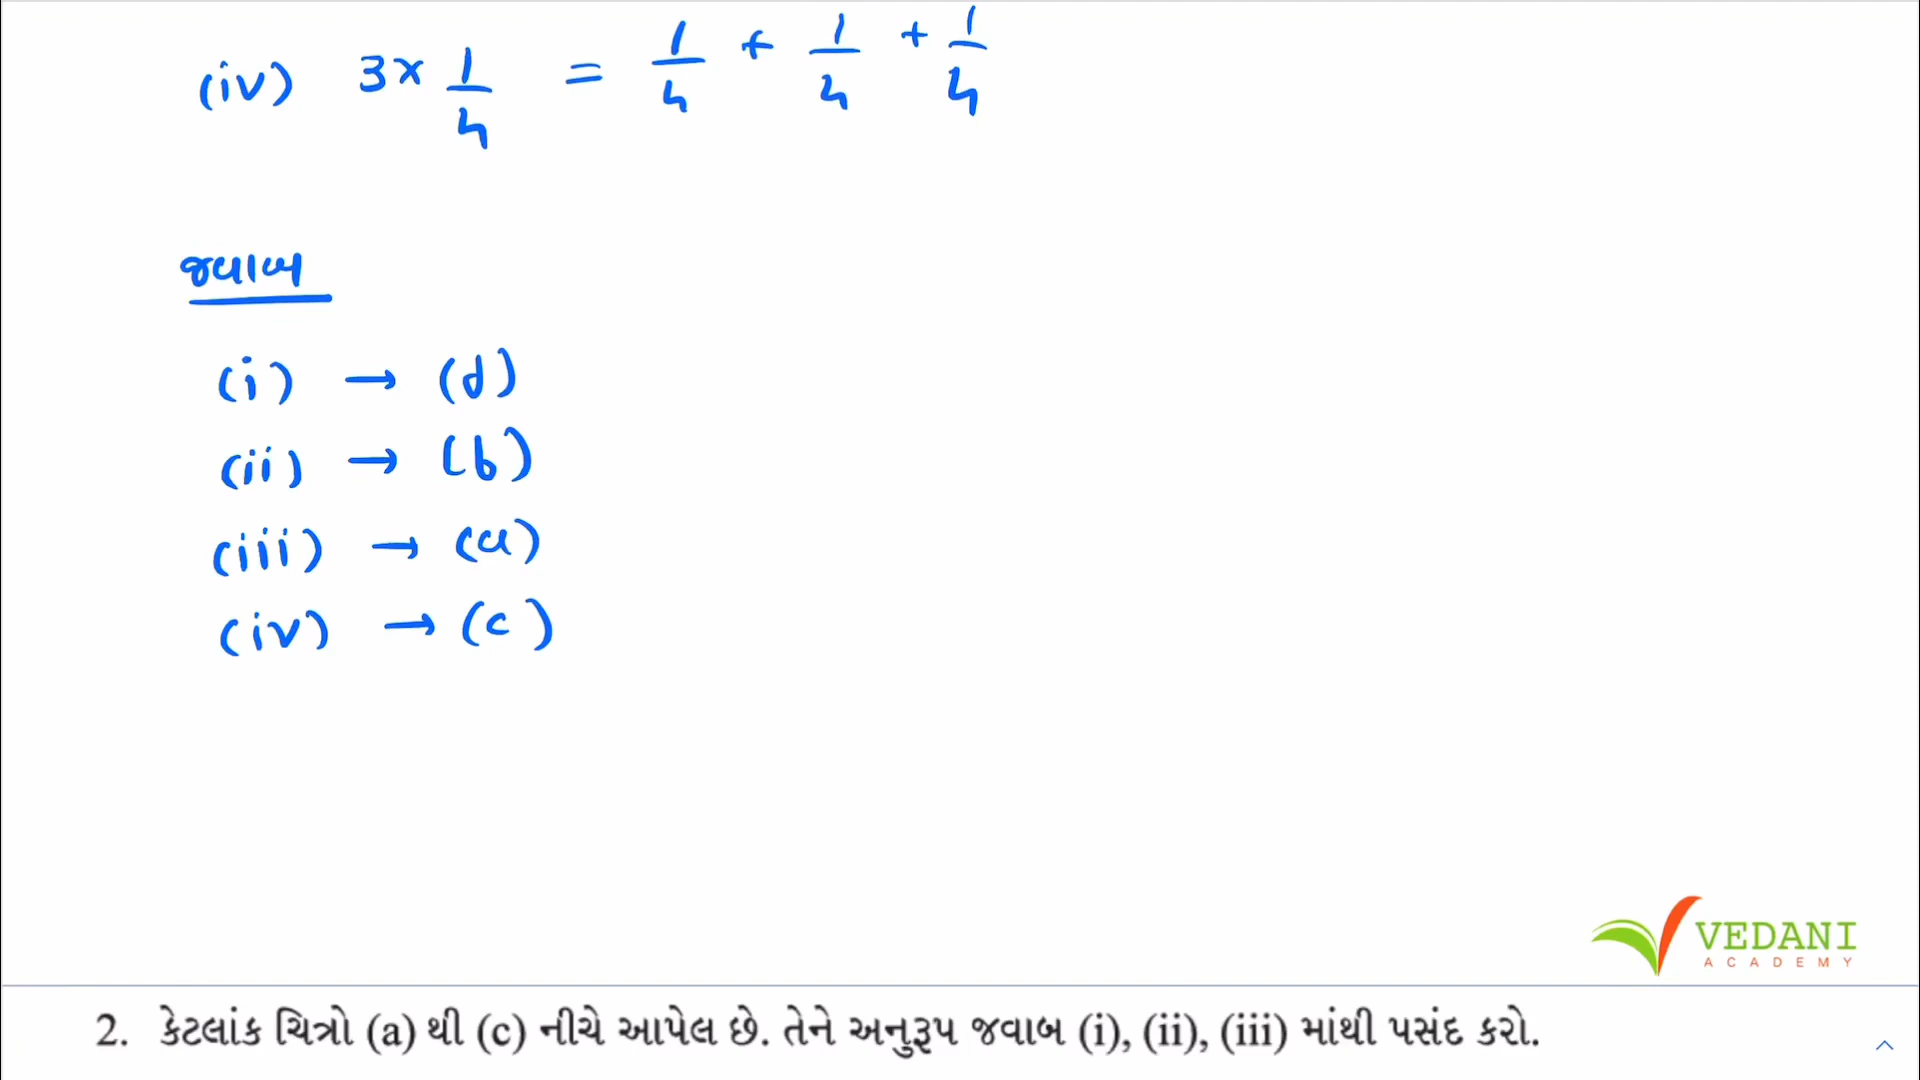 (iv) 3 × 1/4 = 1/4 + 1/4 + 1/4
જવાબ
(i) → (d)
(ii) → (b)
(iii) → (a)
(iv) → (c)
VEDANI
ACADEMY
2. કેટલાંક ચિત્રો (a) થી (c) નીચે આપેલ છે. તેને અનુરૂપ જવાબ (i), (ii), (iii) માંથી પસંદ કરો.